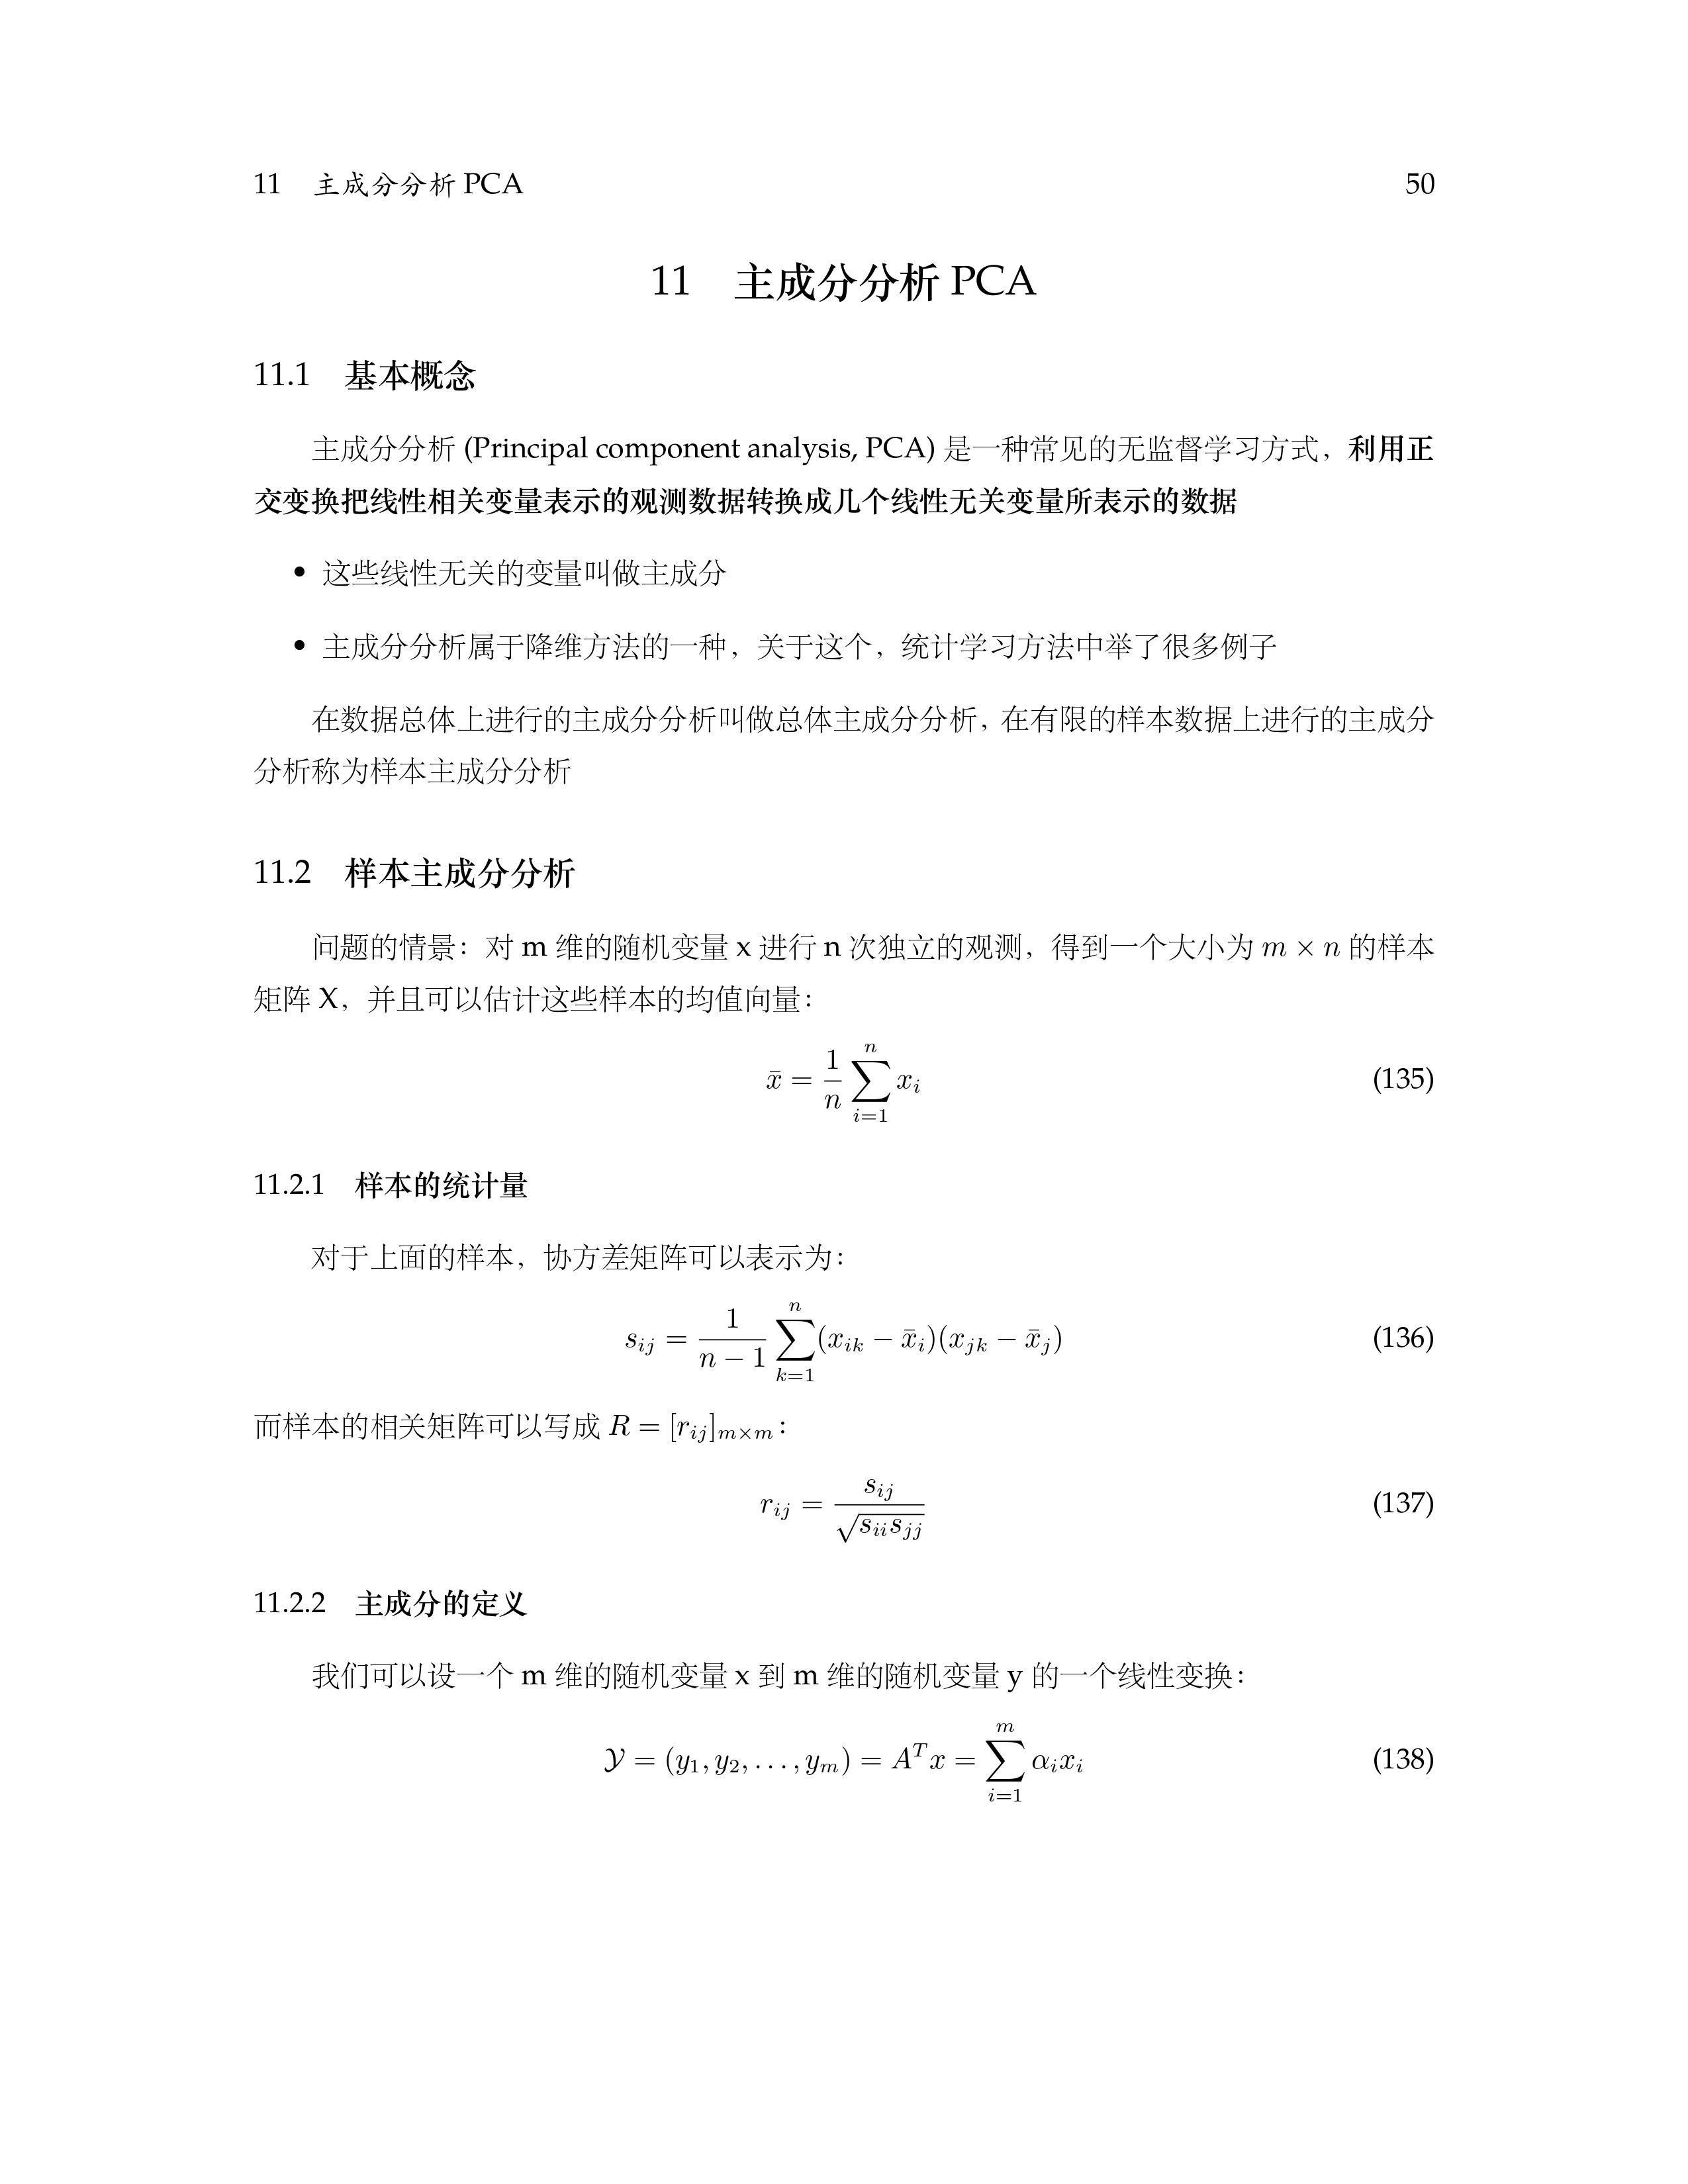 11 主成分分析 PCA 50
11 主成分分析 PCA
11.1 基本概念
主成分分析 (Principal component analysis, PCA) 是一种常见的无监督学习方式，利用正
交变换把线性相关变量表示的观测数据转换成几个线性无关变量所表示的数据
• 这些线性无关的变量叫做主成分
• 主成分分析属于降维方法的一种，关于这个，统计学习方法中举了很多例子
在数据总体上进行的主成分分析叫做总体主成分分析，在有限的样本数据上进行的主成分
分析称为样本主成分分析
11.2 样本主成分分析
问题的情景：对 m 维的随机变量 x 进行 n 次独立的观测，得到一个大小为 $m \times n$ 的样本
矩阵 X，并且可以估计这些样本的均值向量：
$\bar{x} = \frac{1}{n} \sum_{i=1}^{n} x_i$ (135)
11.2.1 样本的统计量
对于上面的样本，协方差矩阵可以表示为：
$s_{ij} = \frac{1}{n-1} \sum_{k=1}^{n} (x_{ik} - \bar{x}_i)(x_{jk} - \bar{x}_j)$ (136)
而样本的相关矩阵可以写成 $R = [r_{ij}]_{m \times m}$：
$r_{ij} = \frac{s_{ij}}{\sqrt{s_{ii}s_{jj}}}$ (137)
11.2.2 主成分的定义
我们可以设一个 m 维的随机变量 x 到 m 维的随机变量 y 的一个线性变换：
$\mathcal{Y} = (y_1, y_2, \ldots, y_m) = A^T x = \sum_{i=1}^{m} \alpha_i x_i$ (138)